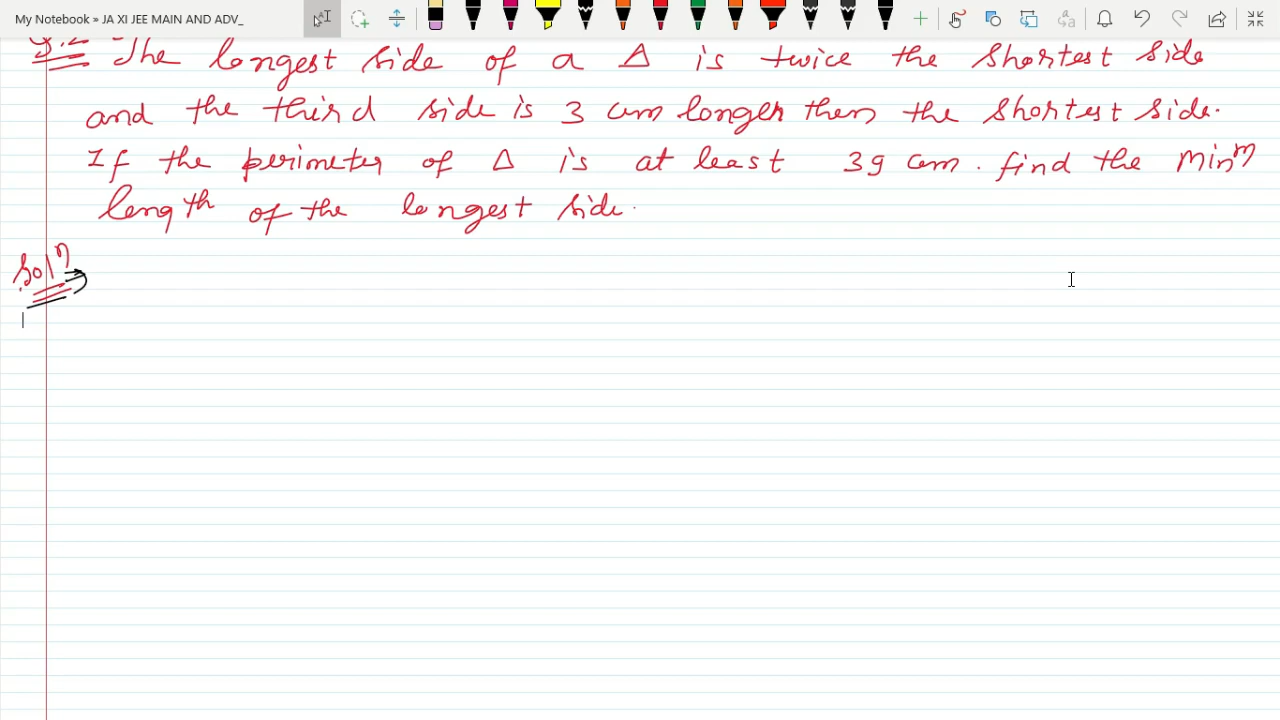 My Notebook » JA XI JEE MAIN AND ADV_
The longest side of a Δ is twice the shortest side
and the third side is 3 cm longer then the shortest side.
If the perimeter of Δ is at least 39 cm. find the minᵐ
length of the longest side.
Solⁿ